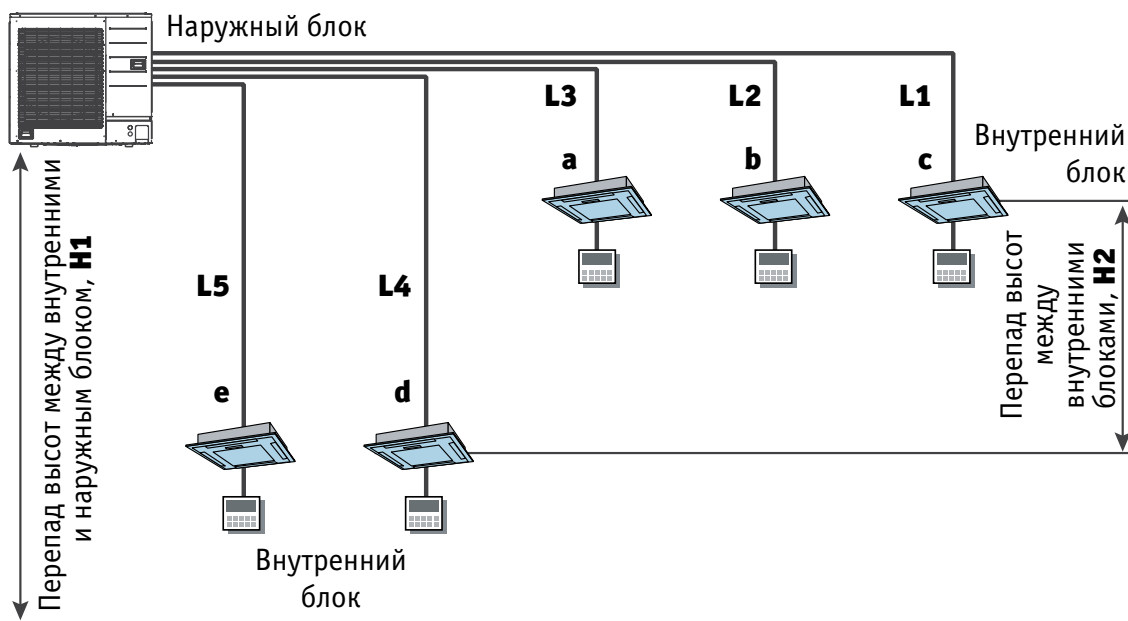 Наружный блок
L3
L2
L1
a
b
c
Внутренний
блок
Перепад высот между внутренними
и наружным блоком, H1
L5
L4
Перепад высот
между
внутренними
блоками, H2
e
d
Внутренний
блок